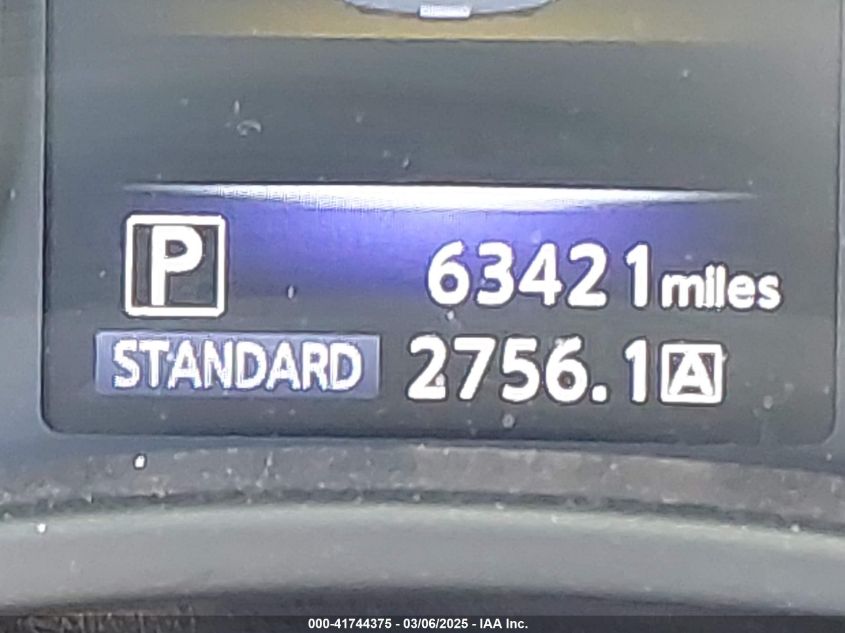 P 63421 miles
STANDARD 2756.1 A
000-41744375 - 03/06/2025 - IAA Inc.